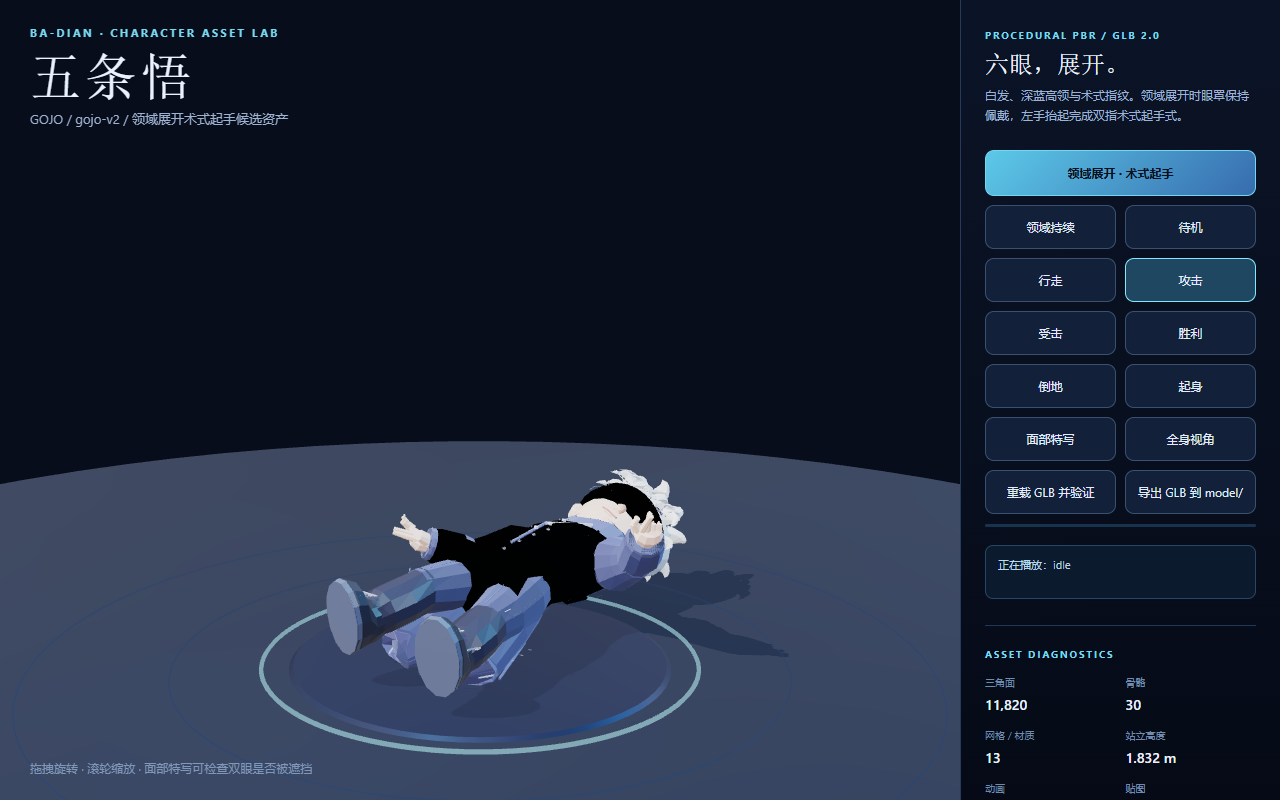 BA-DIAN · CHARACTER ASSET LAB
五条悟
GOJO / gojo-v2 / 领域展开术式起手候选资产
拖拽旋转 · 滚轮缩放 · 面部特写可检查双眼是否被遮挡
PROCEDURAL PBR / GLB 2.0
六眼，展开。
白发、深蓝高领与术式指纹。领域展开时眼罩保持
佩戴，左手抬起完成双指术式起手式。
领域展开 · 术式起手
领域持续
待机
行走
攻击
受击
胜利
倒地
起身
面部特写
全身视角
重载 GLB 并验证
导出 GLB 到 model/
正在播放：idle
ASSET DIAGNOSTICS
三角面
骨骼
11,820
30
网格 / 材质
站立高度
13
1.832 m
动画
贴图